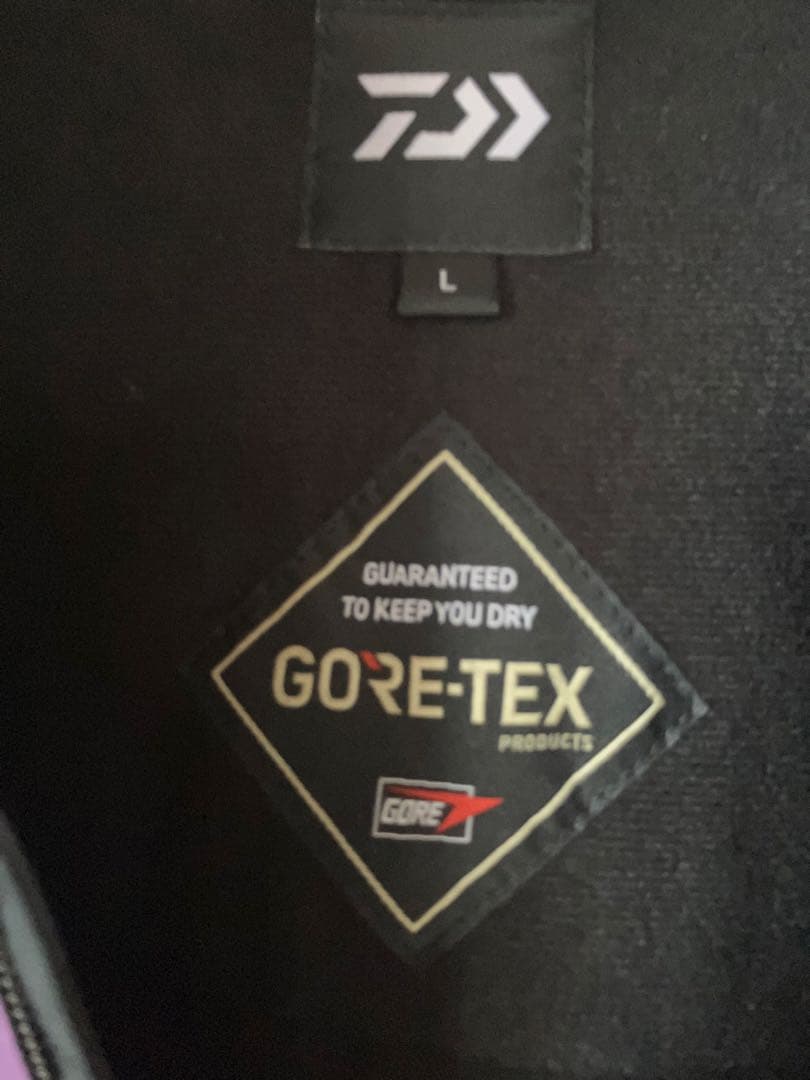 L
GUARANTEED
TO KEEP YOU DRY
GORE-TEX
PRODUCTS
GORE